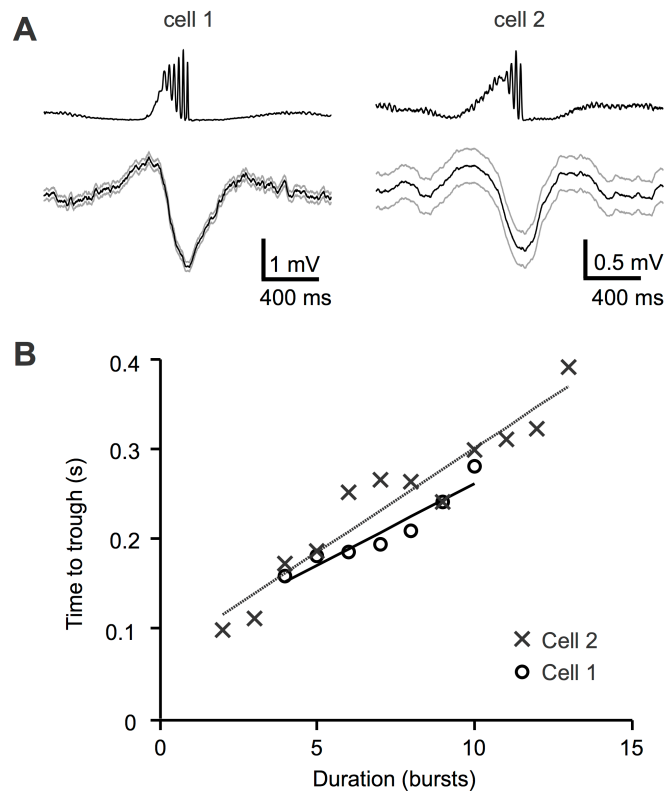 A
cell 1
cell 2
1 mV
400 ms
0.5 mV
400 ms
B
0.4
0.3
0.2
0.1
0
Time to trough (s)
Cell 2
Cell 1
0
5
10
15
Duration (bursts)